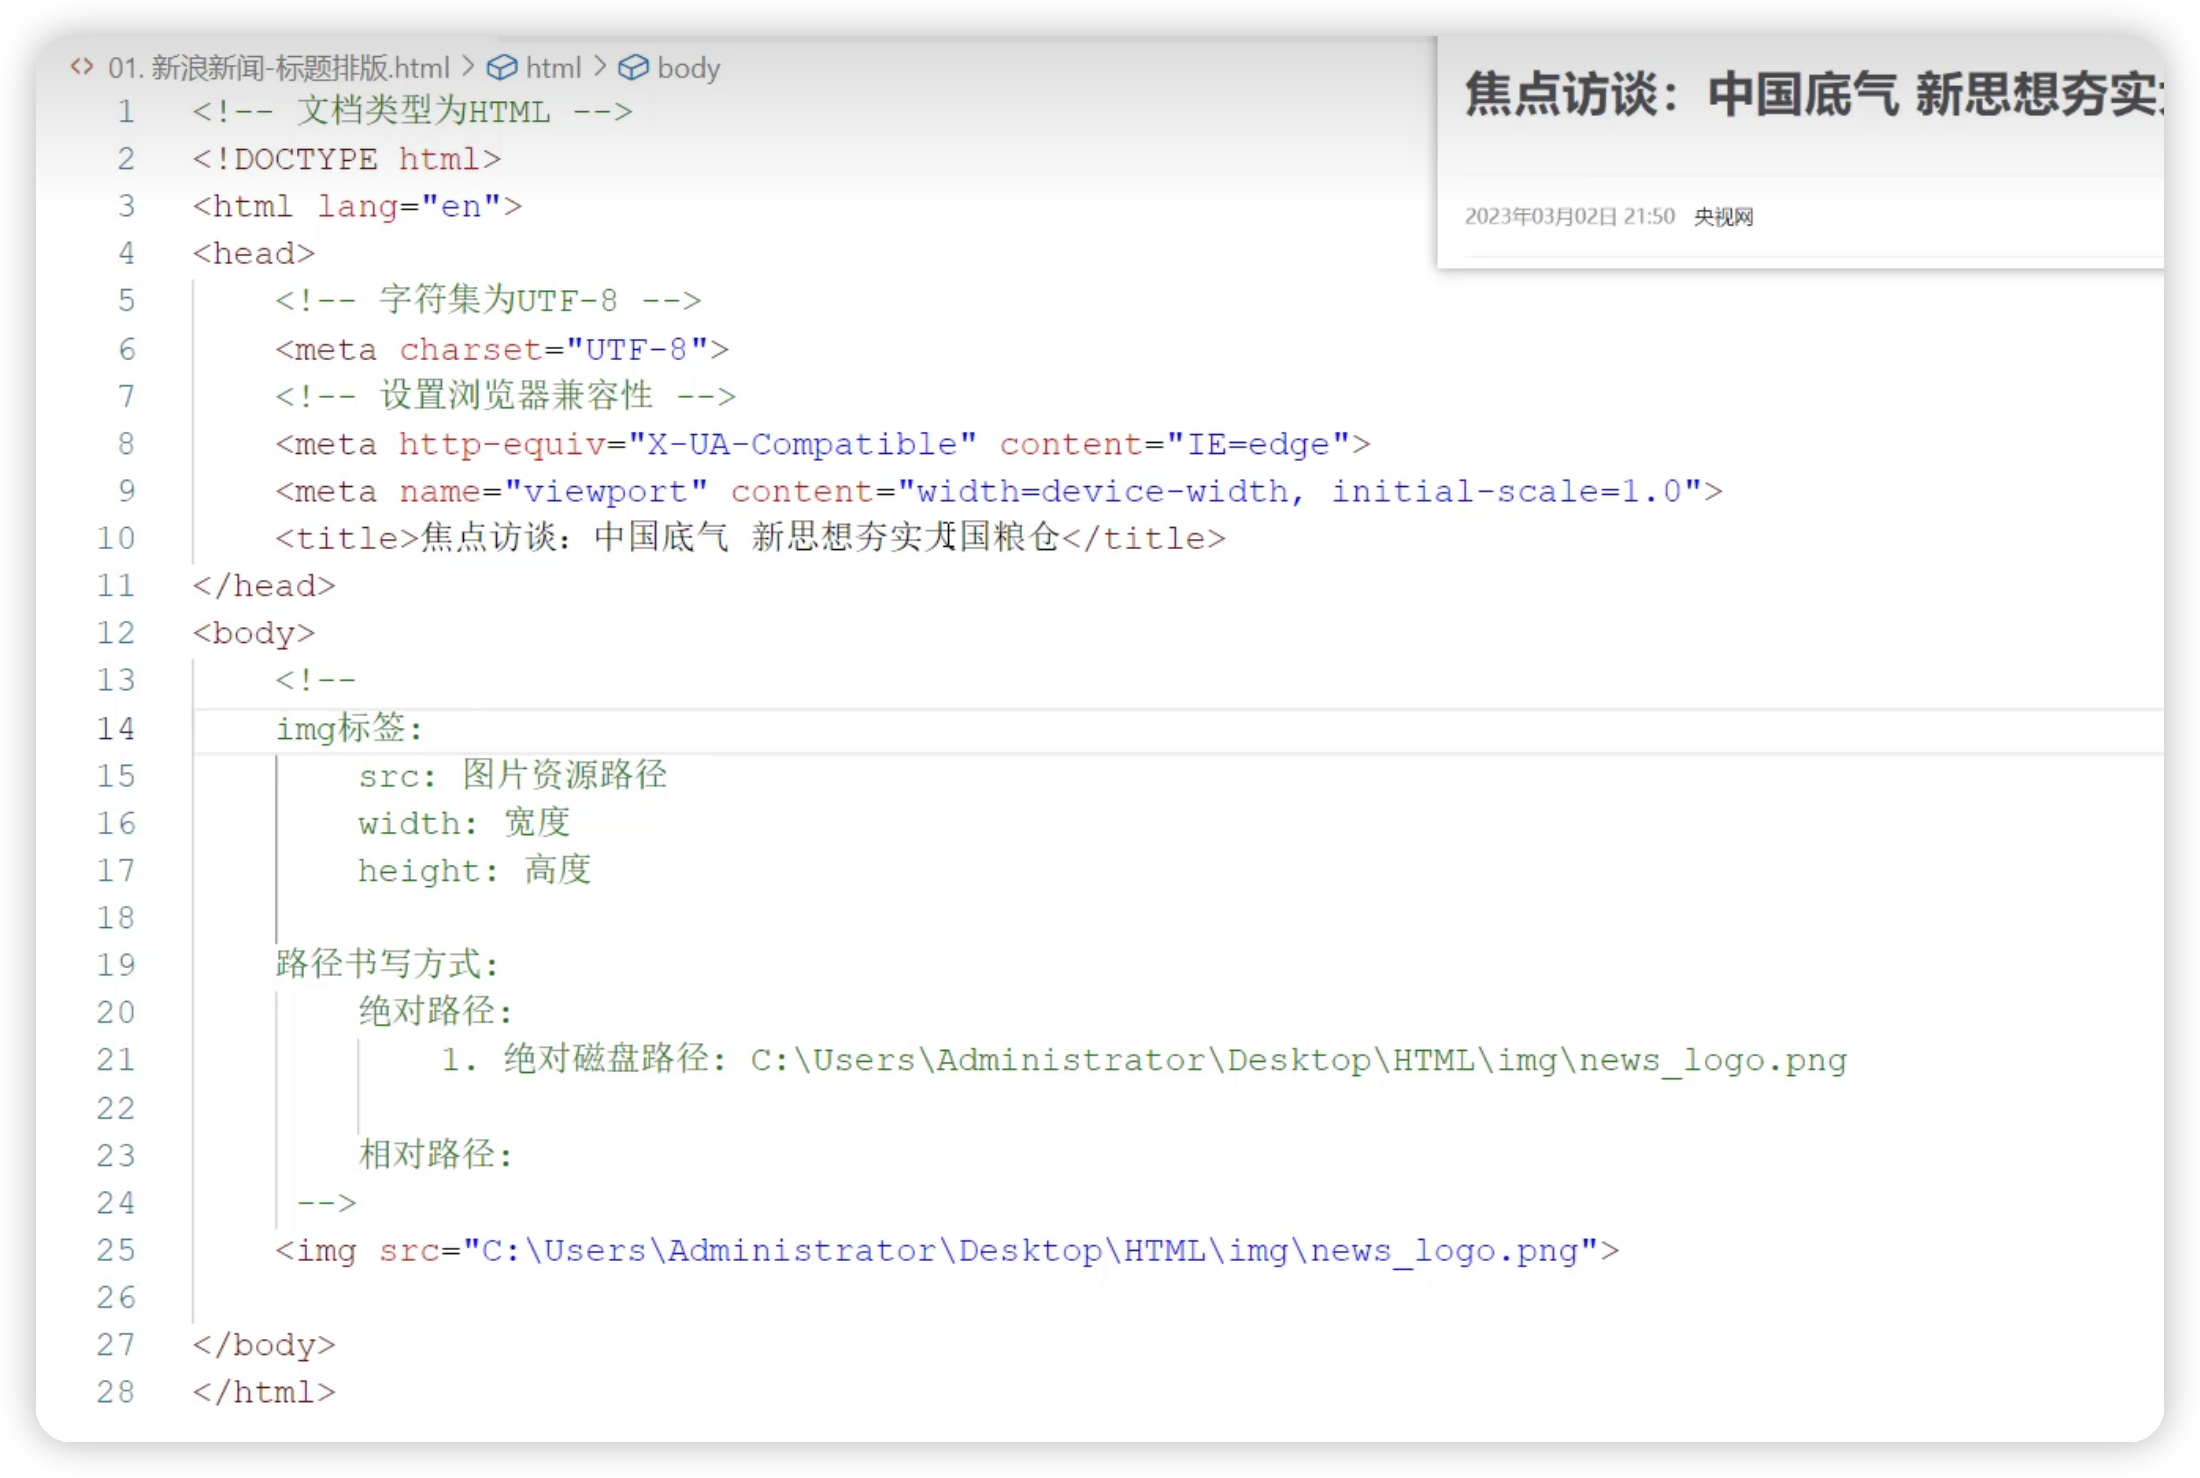 01. 新浪新闻-标题排版.html > html > body
1 <!-- 文档类型为HTML -->
2 <!DOCTYPE html>
3 <html lang="en">
4 <head>
5 <!-- 字符集为UTF-8 -->
6 <meta charset="UTF-8">
7 <!-- 设置浏览器兼容性 -->
8 <meta http-equiv="X-UA-Compatible" content="IE=edge">
9 <meta name="viewport" content="width=device-width, initial-scale=1.0">
10 <title>焦点访谈：中国底气 新思想夯实大国粮仓</title>
11 </head>
12 <body>
13 <!--
14 img标签:
15 src: 图片资源路径
16 width: 宽度
17 height: 高度
18
19 路径书写方式:
20 绝对路径:
21 1. 绝对磁盘路径: C:\Users\Administrator\Desktop\HTML\img\news_logo.png
22
23 相对路径:
24 -->
25 <img src="C:\Users\Administrator\Desktop\HTML\img\news_logo.png">
26
27 </body>
28 </html>
焦点访谈：中国底气 新思想夯实
2023年03月02日 21:50 央视网